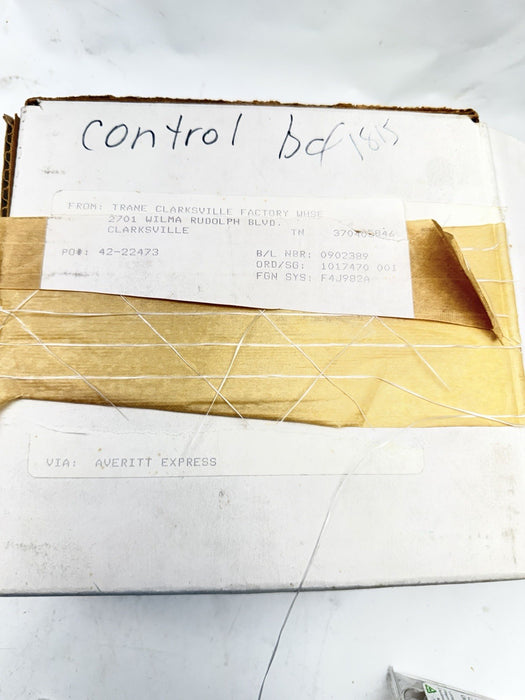 control bd 1815
FROM: TRANE CLARKSVILLE FACTORY WHSE
2701 WILMA RUDOLPH BLVD.
CLARKSVILLE TN 370405846
PO#: 42-22473
B/L NBR: 0902389
ORD/SG: 1017470 001
FGN SYS: F4J982A
VIA: AVERITT EXPRESS